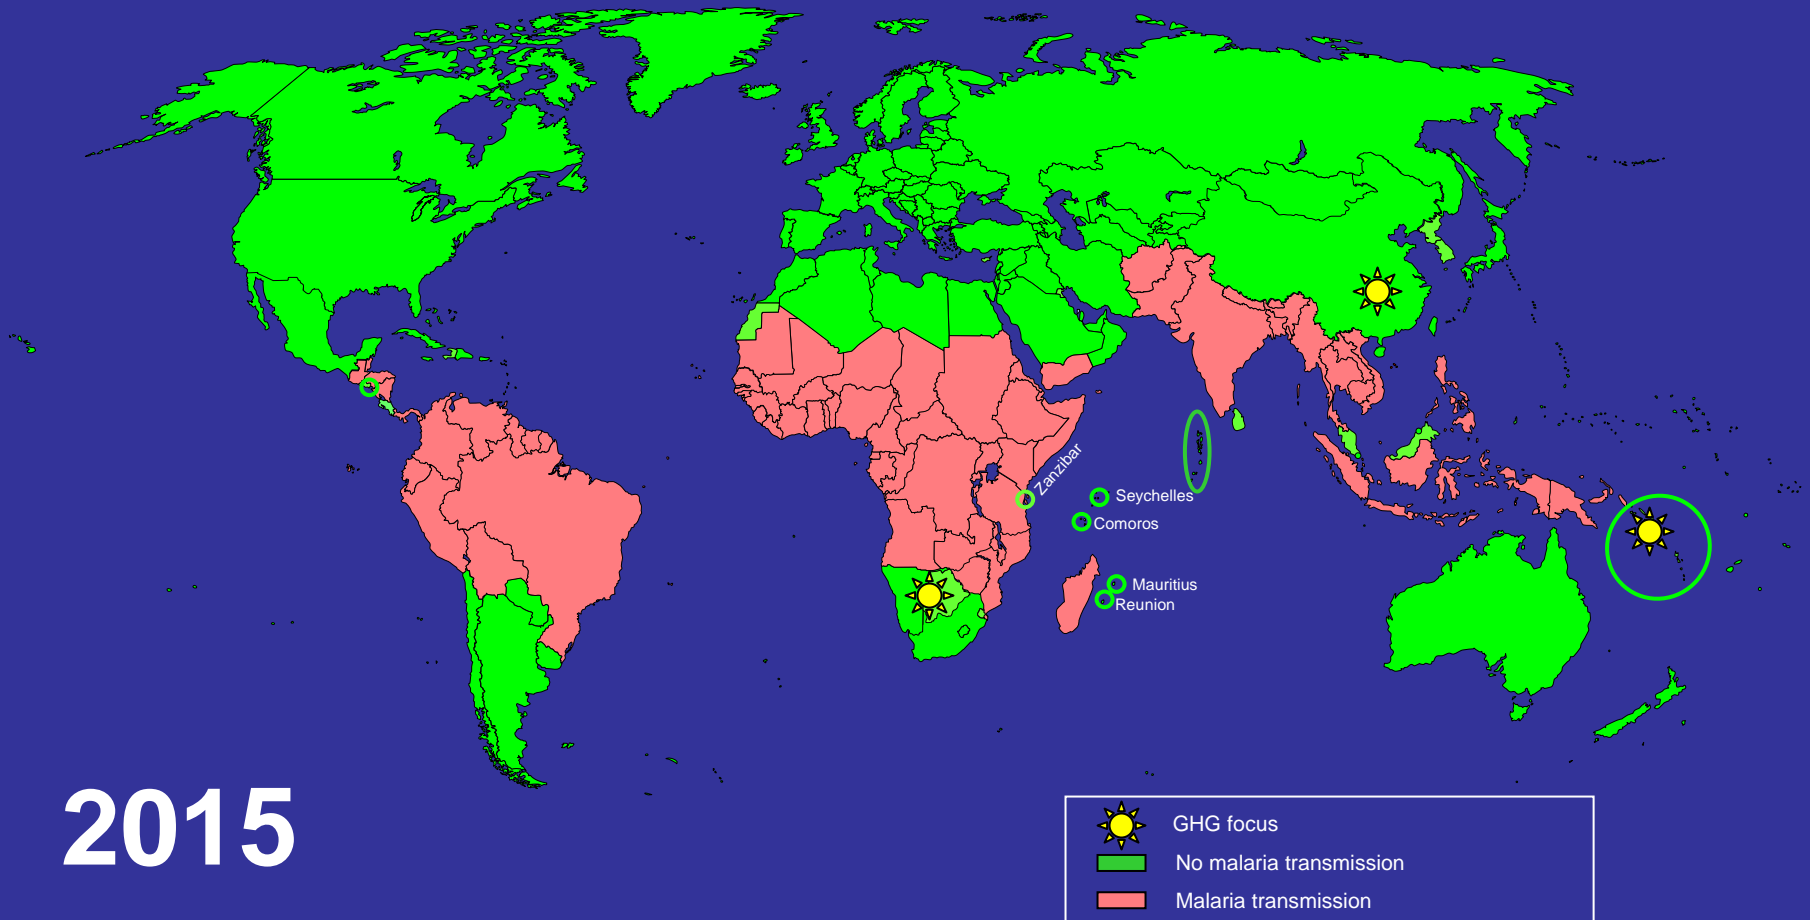 Zanzibar
Seychelles
Comoros
Mauritius
Reunion
2015
GHG focus
No malaria transmission
Malaria transmission